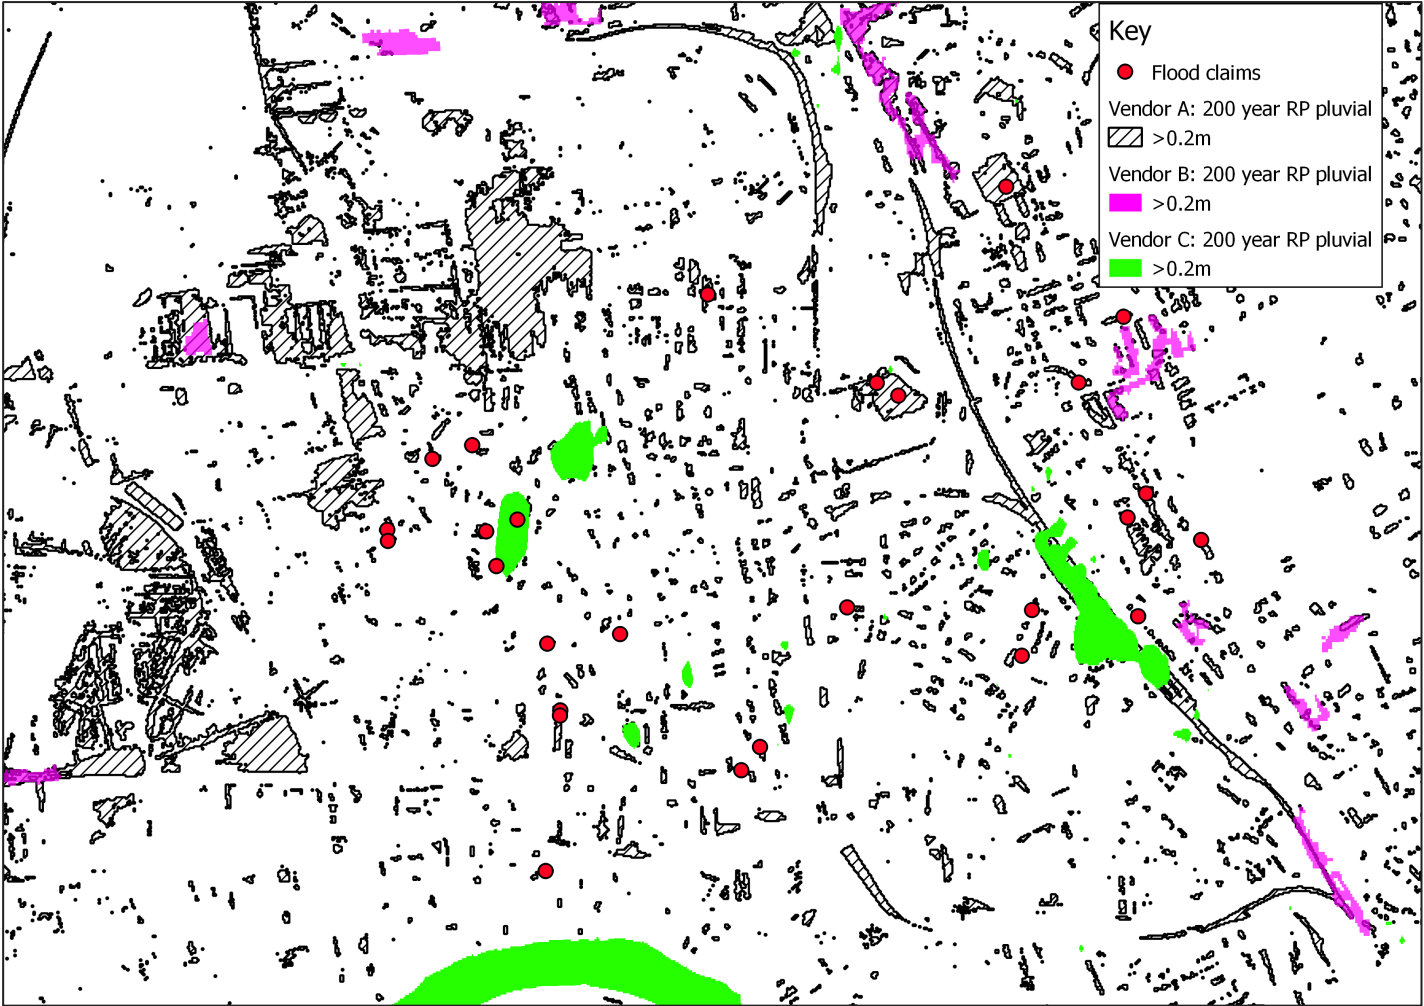 Key
Flood claims
Vendor A: 200 year RP pluvial
>0.2m
Vendor B: 200 year RP pluvial
>0.2m
Vendor C: 200 year RP pluvial
>0.2m